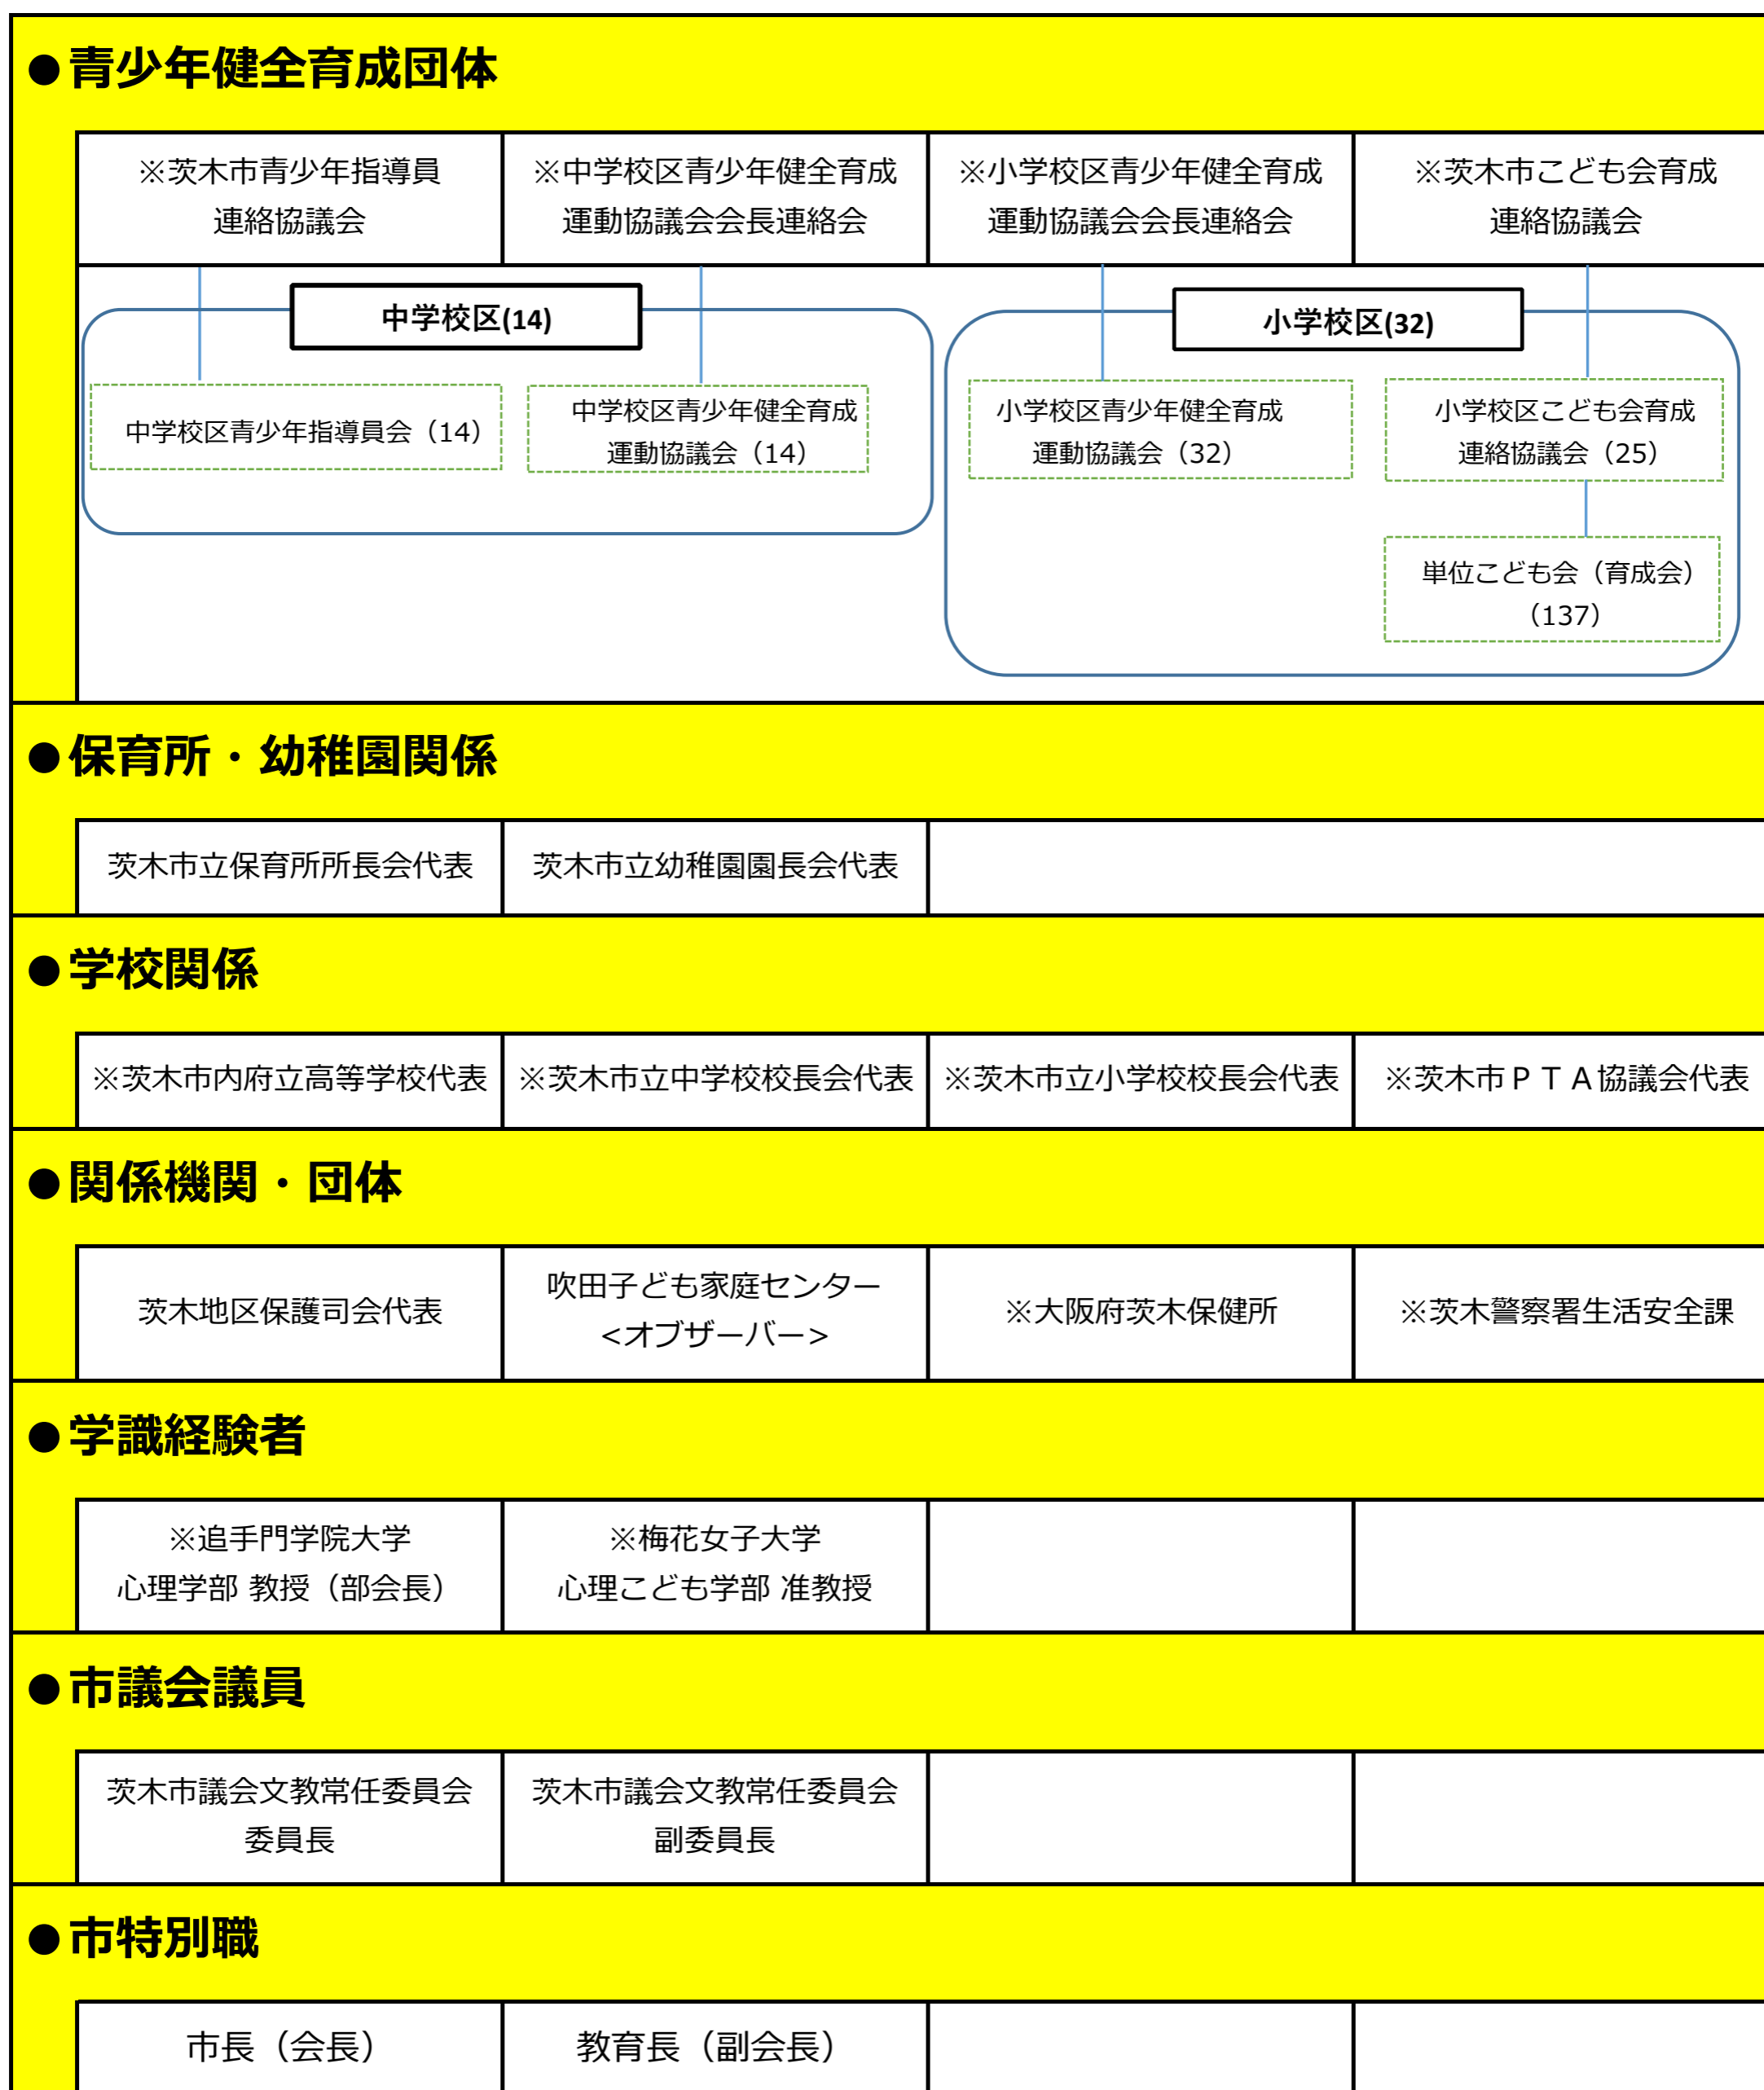 ●青少年健全育成団体
※茨木市青少年指導員
連絡協議会
※中学校区青少年健全育成
運動協議会会長連絡会
※小学校区青少年健全育成
運動協議会会長連絡会
※茨木市こども会育成
連絡協議会
中学校区(14)
中学校区青少年指導員会（14）
中学校区青少年健全育成
運動協議会（14）
小学校区(32)
小学校区青少年健全育成
運動協議会（32）
小学校区こども会育成
連絡協議会（25）
単位こども会（育成会）
（137）
●保育所・幼稚園関係
茨木市立保育所所長会代表
茨木市立幼稚園園長会代表
●学校関係
※茨木市内府立高等学校代表
※茨木市立中学校校長会代表
※茨木市立小学校校長会代表
※茨木市ＰＴＡ協議会代表
●関係機関・団体
茨木地区保護司会代表
吹田子ども家庭センター
<オブザーバー>
※大阪府茨木保健所
※茨木警察署生活安全課
●学識経験者
※追手門学院大学
心理学部 教授（部会長）
※梅花女子大学
心理こども学部 准教授
●市議会議員
茨木市議会文教常任委員会
委員長
茨木市議会文教常任委員会
副委員長
●市特別職
市長（会長）
教育長（副会長）